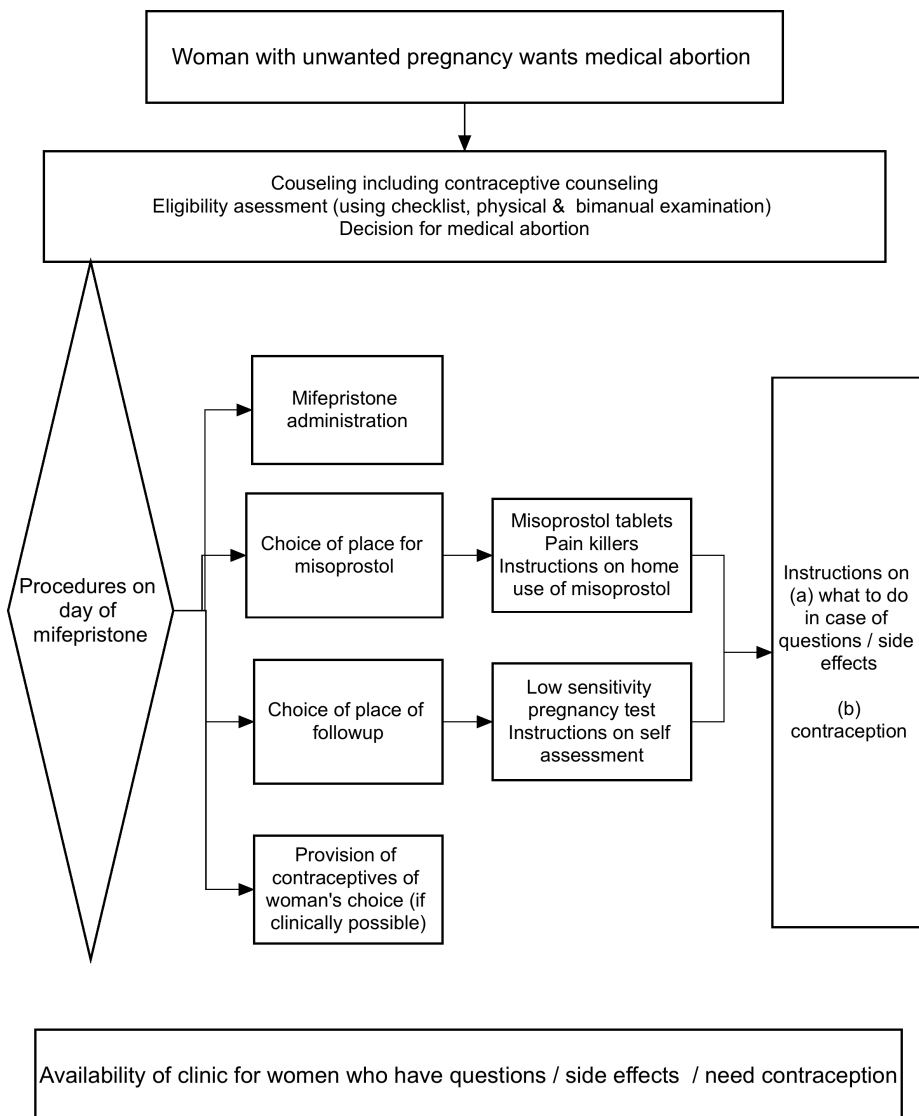 Woman with unwanted pregnancy wants medical abortion
Couseling including contraceptive counseling
Eligibility asessment (using checklist, physical & bimanual examination)
Decision for medical abortion
Procedures on
day of
mifepristone
Mifepristone
administration
Choice of place for
misoprostol
Misoprostol tablets
Pain killers
Instructions on home
use of misoprostol
Choice of place of
followup
Low sensitivity
pregnancy test
Instructions on self
assessment
Provision of
contraceptives of
woman's choice (if
clinically possible)
Instructions on
(a) what to do
in case of
questions / side
effects
(b)
contraception
Availability of clinic for women who have questions / side effects / need contraception